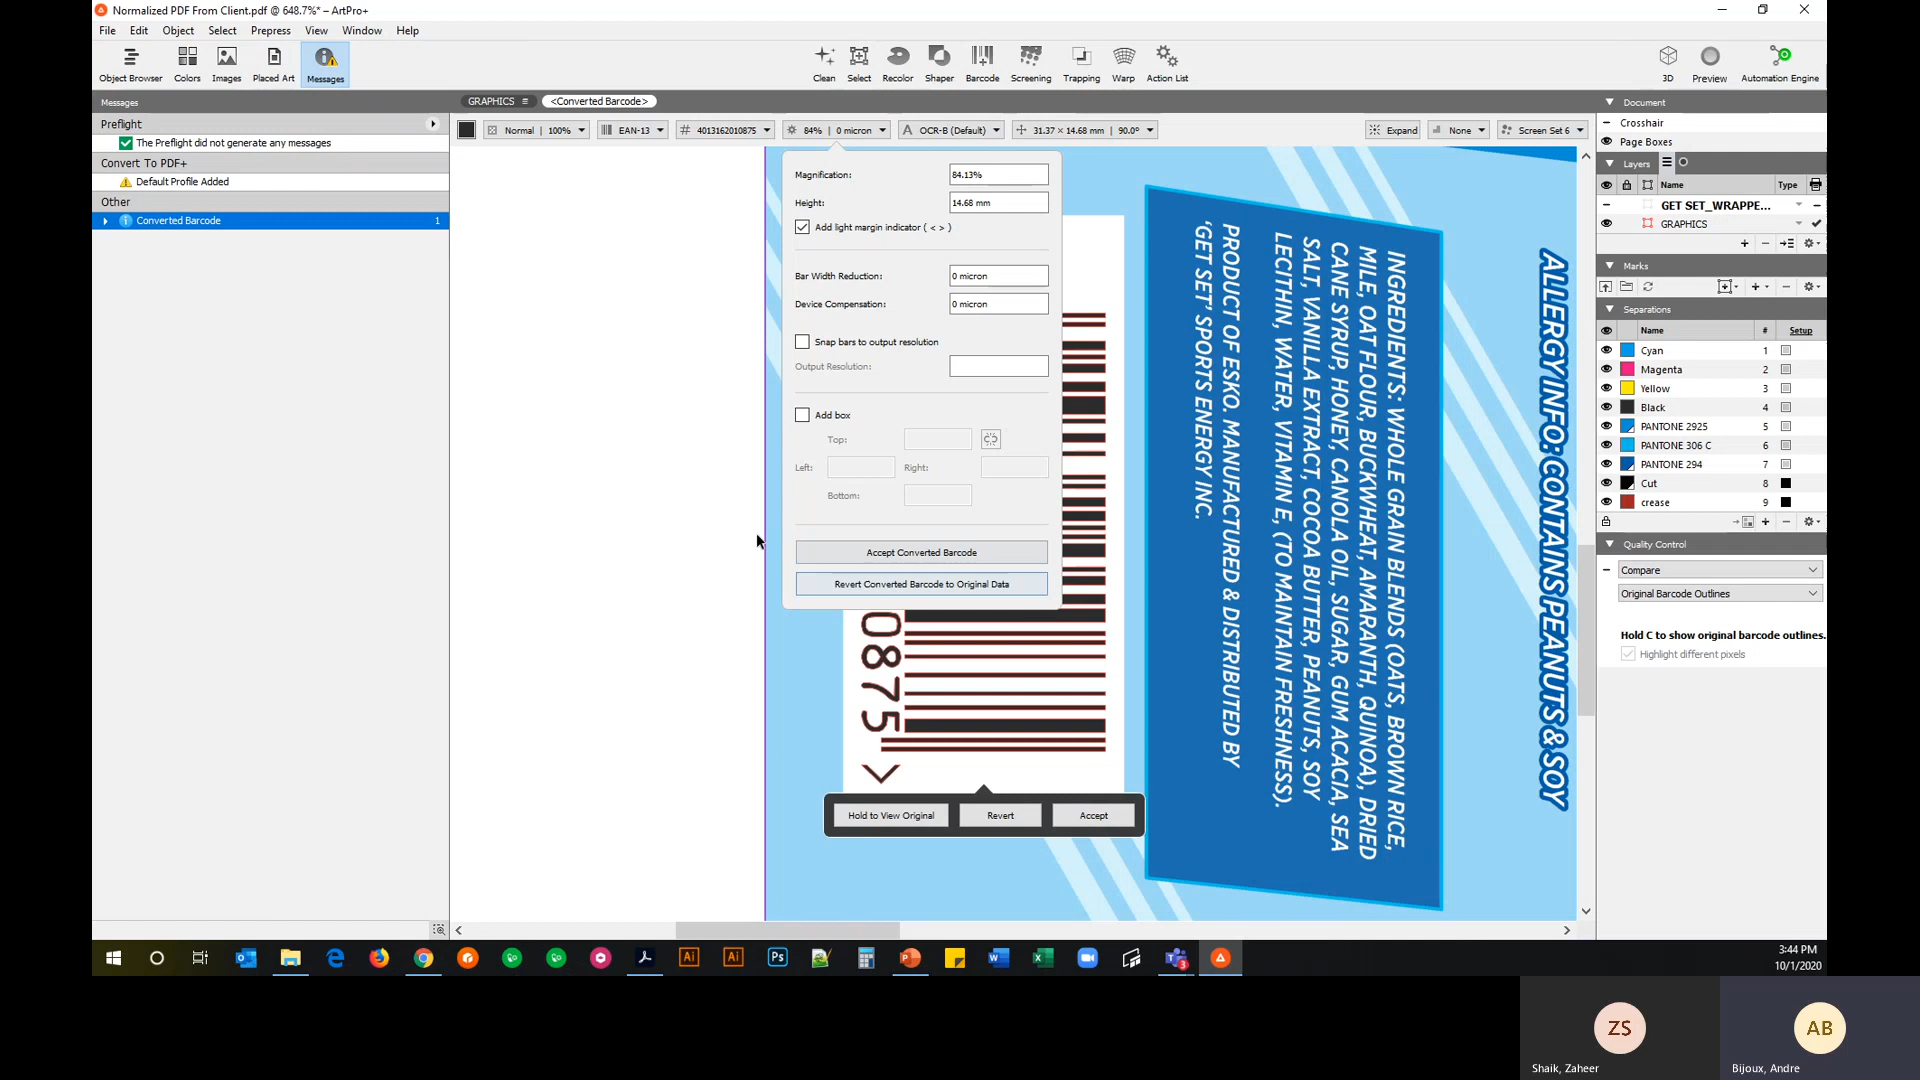 Normalized PDF From Client.pdf @ 648.7%* – ArtPro+
File Edit Object Select Prepress View Window Help
Object Browser Colors Images Placed Art Messages
Clean Select Recolor Shaper Barcode Screening Trapping Warp Action List
3D Preview Automation Engine
Messages
Preflight
The Preflight did not generate any messages
Convert To PDF+
Default Profile Added
Other
Converted Barcode 1
GRAPHICS <Converted Barcode>
Normal 100% EAN-13 4013162010875 84% 0 micron OCR-B (Default) 31.37 × 14.68 mm 90.0° Expand None Screen Set 6
Magnification: 84.13%
Height: 14.68 mm
Add light margin indicator ( < > )
Bar Width Reduction: 0 micron
Device Compensation: 0 micron
Snap bars to output resolution
Output Resolution:
Add box
Top:
Left: Right:
Bottom:
Accept Converted Barcode
Revert Converted Barcode to Original Data
0875>
Hold to View Original Revert Accept
INGREDIENTS: WHOLE GRAIN BLENDS (OATS, BROWN RICE,
MILE, OAT FLOUR, BUCKWHEAT, AMARANTH, QUINOA), DRIED
CANE SYRUP, HONEY, CANOLA OIL, SUGAR, GUM ACACIA, SEA
SALT, VANILLA EXTRACT, COCOA BUTTER, PEANUTS, SOY
LECITHIN, WATER, VITAMIN E, (TO MAINTAIN FRESHNESS).
PRODUCT OF ESKO. MANUFACTURED & DISTRIBUTED BY
'GET SET' SPORTS ENERGY INC.
ALLERGY INFO: CONTAINS PEANUTS & SOY
Document
Crosshair
Page Boxes
Layers
Name Type
GET SET_WRAPPE...
GRAPHICS
Marks
Separations
Name # Setup
Cyan 1
Magenta 2
Yellow 3
Black 4
PANTONE 2925 5
PANTONE 306 C 6
PANTONE 294 7
Cut 8
crease 9
Quality Control
Compare
Original Barcode Outlines
Hold C to show original barcode outlines.
Highlight different pixels
3:44 PM
10/1/2020
ZS
Shaik, Zaheer
AB
Bijoux, Andre